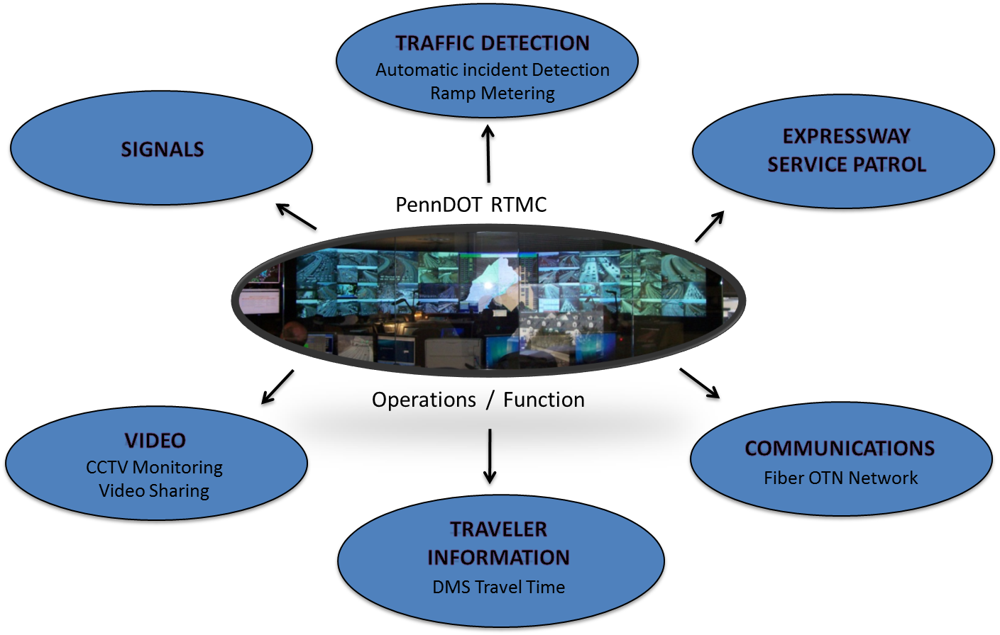 TRAFFIC DETECTION
Automatic incident Detection
Ramp Metering
SIGNALS
EXPRESSWAY
SERVICE PATROL
PennDOT RTMC
Operations / Function
VIDEO
CCTV Monitoring
Video Sharing
COMMUNICATIONS
Fiber OTN Network
TRAVELER
INFORMATION
DMS Travel Time